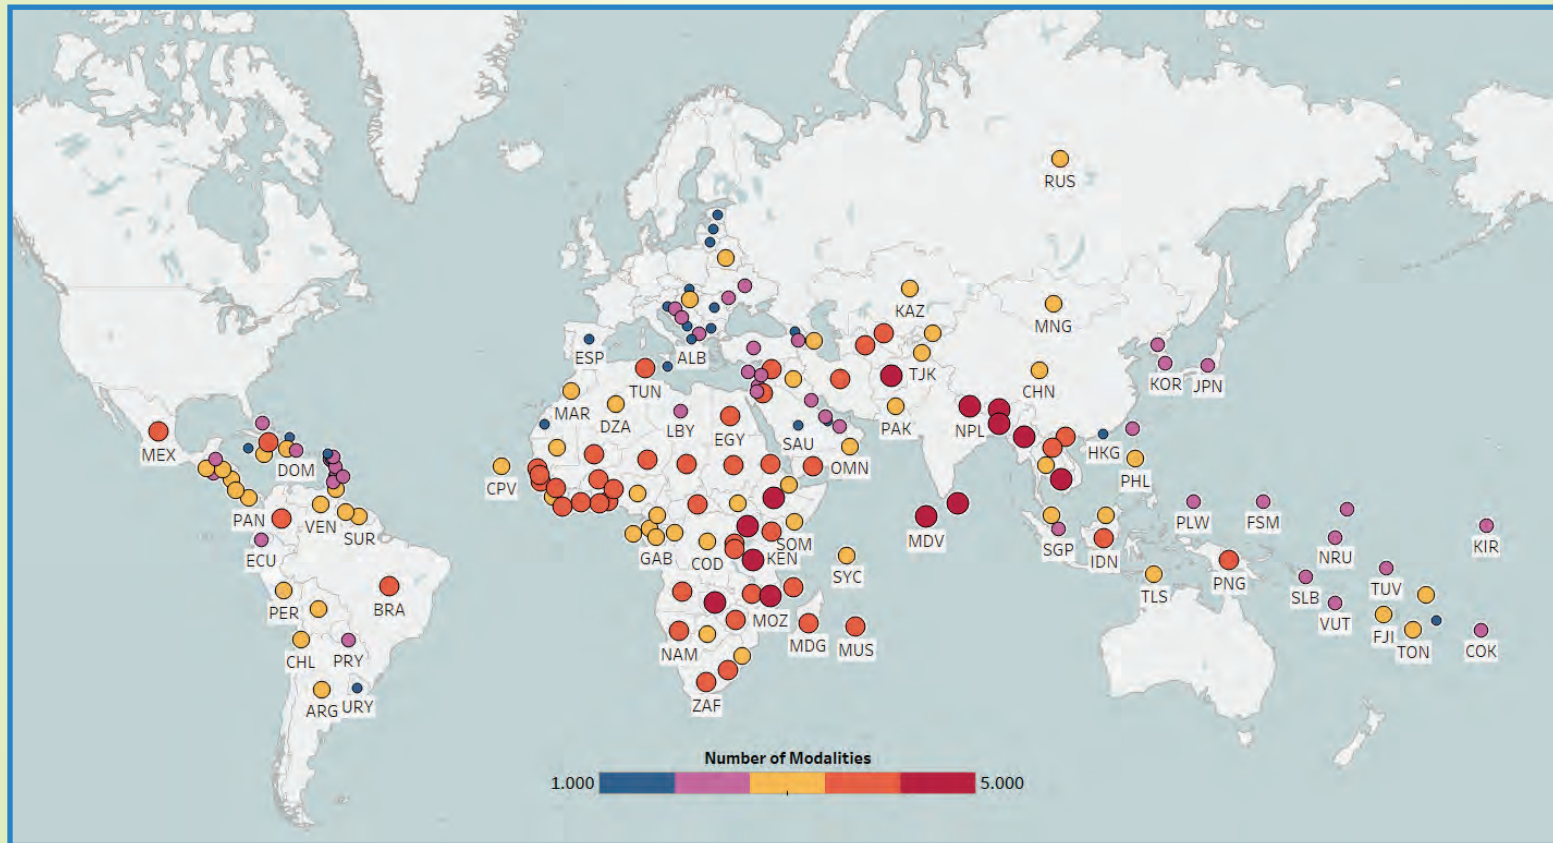 RUS
KAZ
MNG
ESP
ALB
TJK
CHN
KOR
JPN
TUN
MAR
DZA
LBY
EGY
SAU
PAK
NPL
HKG
MEX
DOM
OMN
PHL
CPV
PAN
VEN
SUR
PLW
FSM
ECU
GAB
COD
SOM
KEN
MDV
SGP
IDN
NRU
KIR
SYC
TLS
PNG
SLB
TUV
PER
BRA
MOZ
VUT
FJI
TON
COK
CHL
PRY
NAM
MDG
MUS
ARG
URY
ZAF
Number of Modalities
1.000
5.000